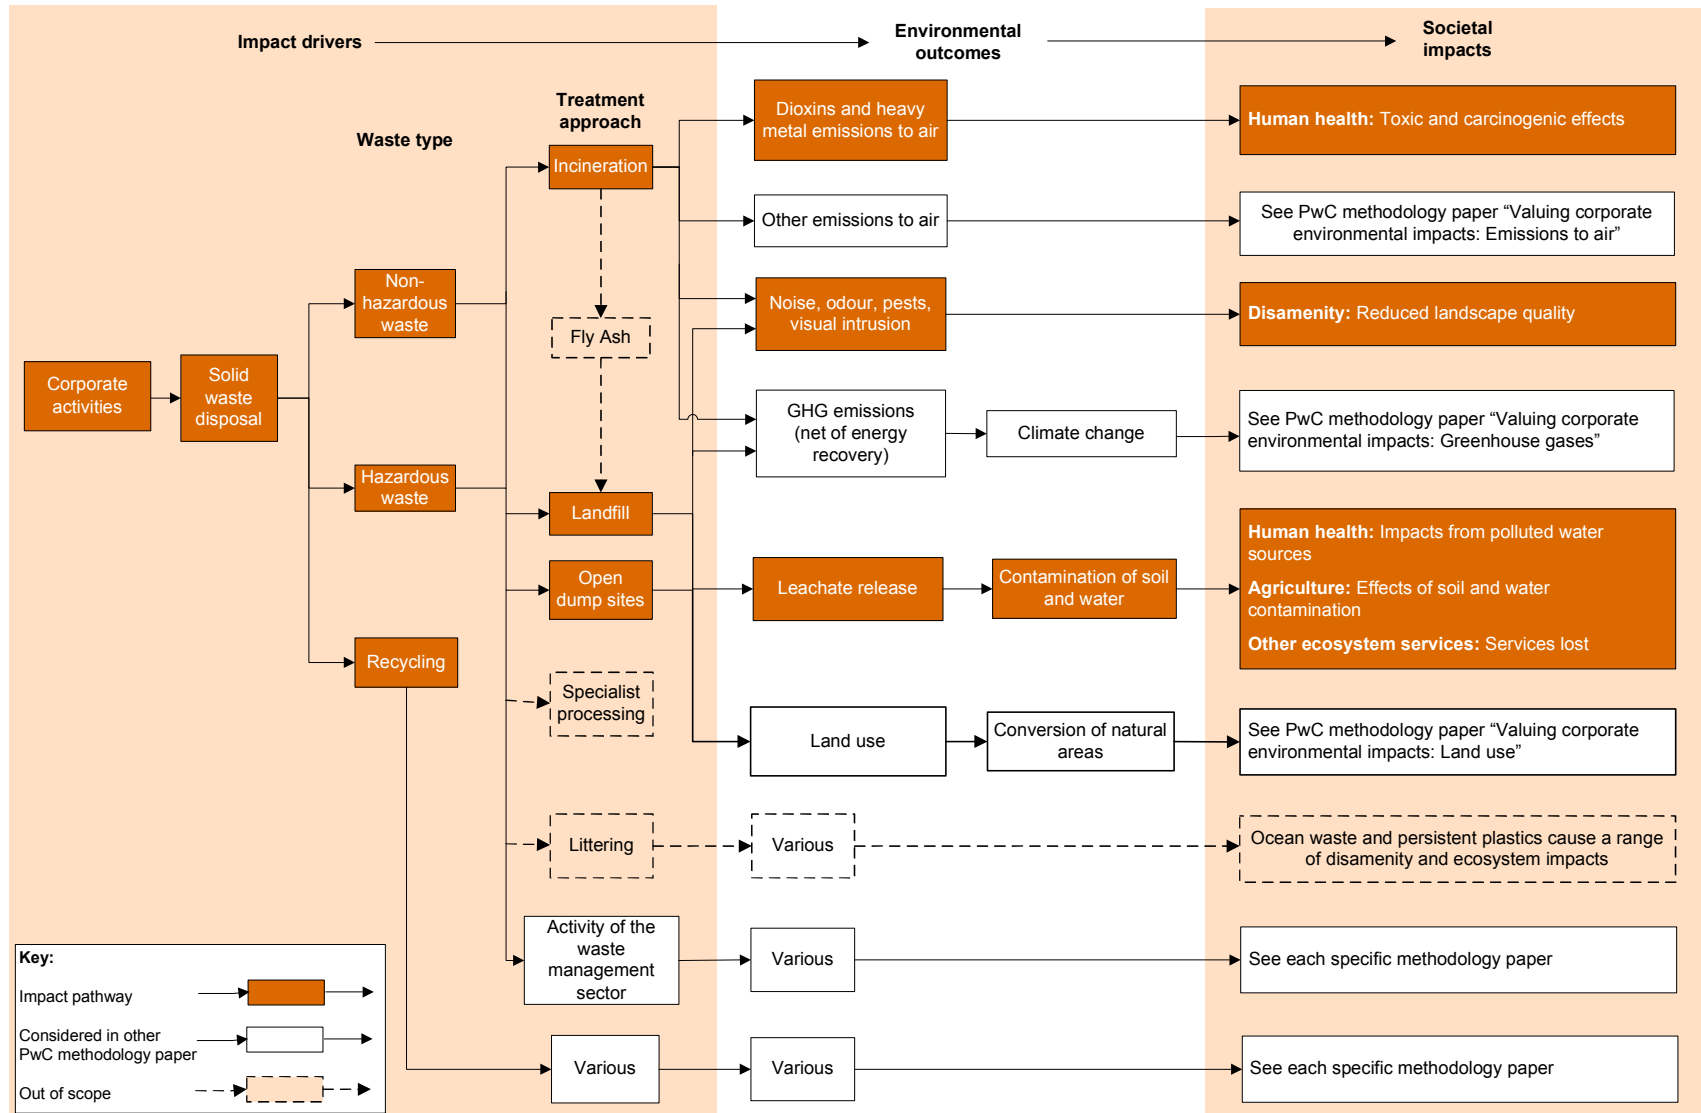 Impact drivers
Environmental
outcomes
Societal
impacts
Waste type
Treatment
approach
Corporate
activities
Solid
waste
disposal
Non-
hazardous
waste
Hazardous
waste
Recycling
Incineration
Fly Ash
Landfill
Open
dump sites
Specialist
processing
Littering
Activity of the
waste
management
sector
Various
Dioxins and heavy
metal emissions to air
Human health: Toxic and carcinogenic effects
Other emissions to air
See PwC methodology paper “Valuing corporate
environmental impacts: Emissions to air”
Noise, odour, pests,
visual intrusion
Disamenity: Reduced landscape quality
GHG emissions
(net of energy
recovery)
Climate change
See PwC methodology paper “Valuing corporate
environmental impacts: Greenhouse gases”
Leachate release
Contamination of soil
and water
Human health: Impacts from polluted water
sources
Agriculture: Effects of soil and water
contamination
Other ecosystem services: Services lost
Land use
Conversion of natural
areas
See PwC methodology paper “Valuing corporate
environmental impacts: Land use”
Various
Ocean waste and persistent plastics cause a range
of disamenity and ecosystem impacts
Various
See each specific methodology paper
Various
See each specific methodology paper
Key:
Impact pathway
Considered in other
PwC methodology paper
Out of scope